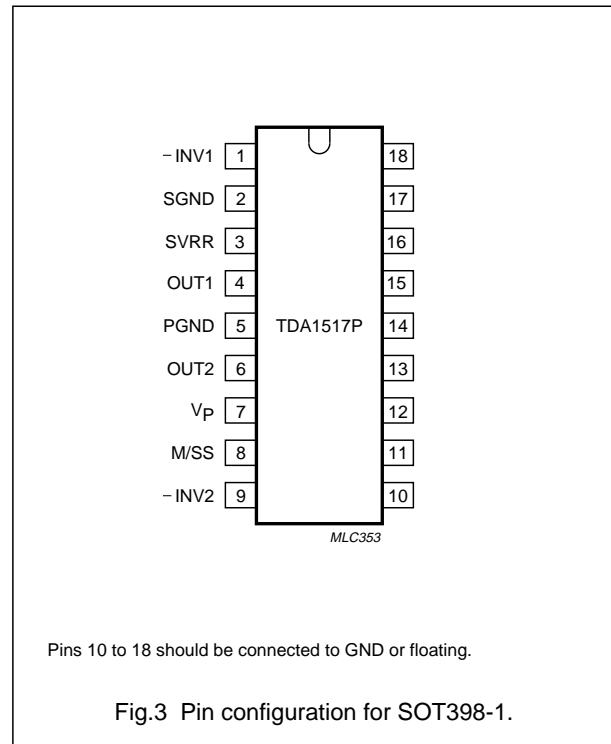 −INV1 1 18
SGND 2 17
SVRR 3 16
OUT1 4 15
PGND 5 TDA1517P 14
OUT2 6 13
VP 7 12
M/SS 8 11
−INV2 9 10
MLC353
Pins 10 to 18 should be connected to GND or floating.
Fig.3 Pin configuration for SOT398-1.